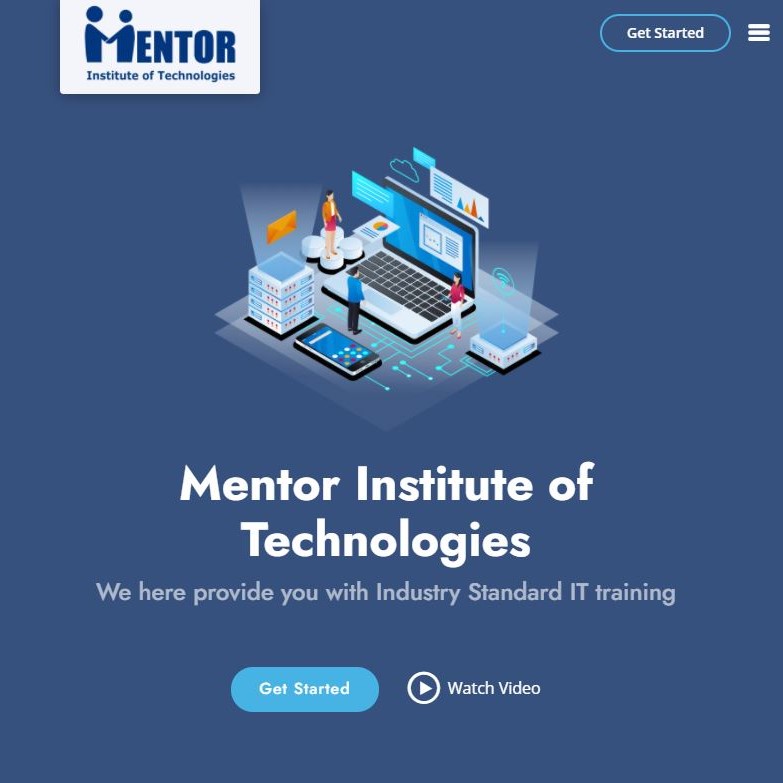 MENTOR
Institute of Technologies
Get Started
Mentor Institute of
Technologies
We here provide you with Industry Standard IT training
Get Started
Watch Video